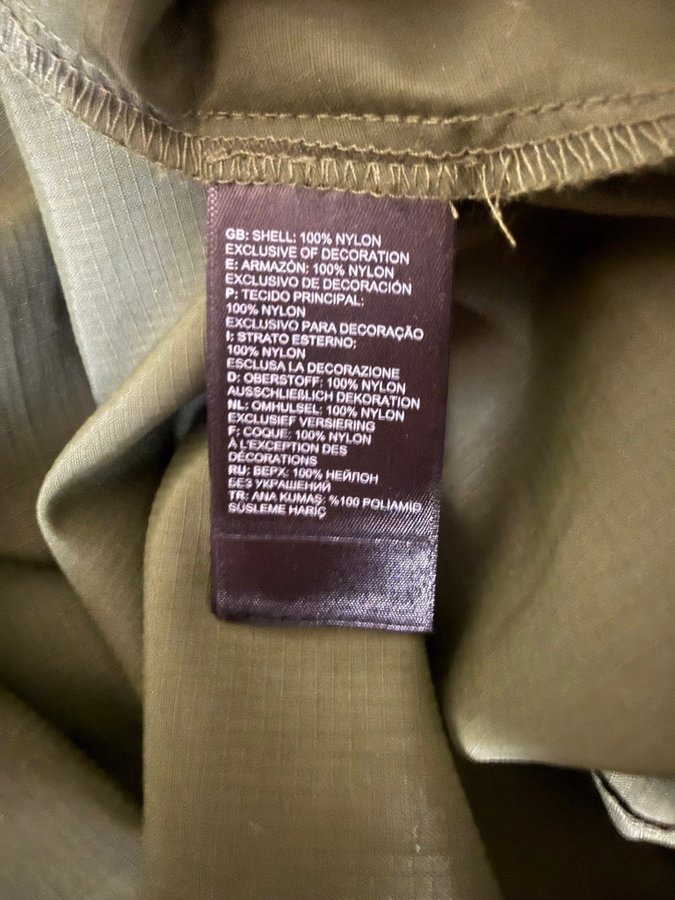 GB: SHELL: 100% NYLON
EXCLUSIVE OF DECORATION
E: ARMAZÓN: 100% NYLON
EXCLUSIVO DE DECORACIÓN
P: TECIDO PRINCIPAL:
100% NYLON
EXCLUSIVO PARA DECORAÇÃO
I: STRATO ESTERNO:
100% NYLON
ESCLUSA LA DECORAZIONE
D: OBERSTOFF: 100% NYLON
AUSSCHLIEßLICH DEKORATION
NL: OMHULSEL: 100% NYLON
EXCLUSIEF VERSIERING
F: COQUE: 100% NYLON
À L'EXCEPTION DES
DÉCORATIONS
RU: ВЕРХ: 100% НЕЙЛОН
БЕЗ УКРАШЕНИЙ
TR: ANA KUMAŞ: %100 POLIAMID
SÜSLEME HARİÇ